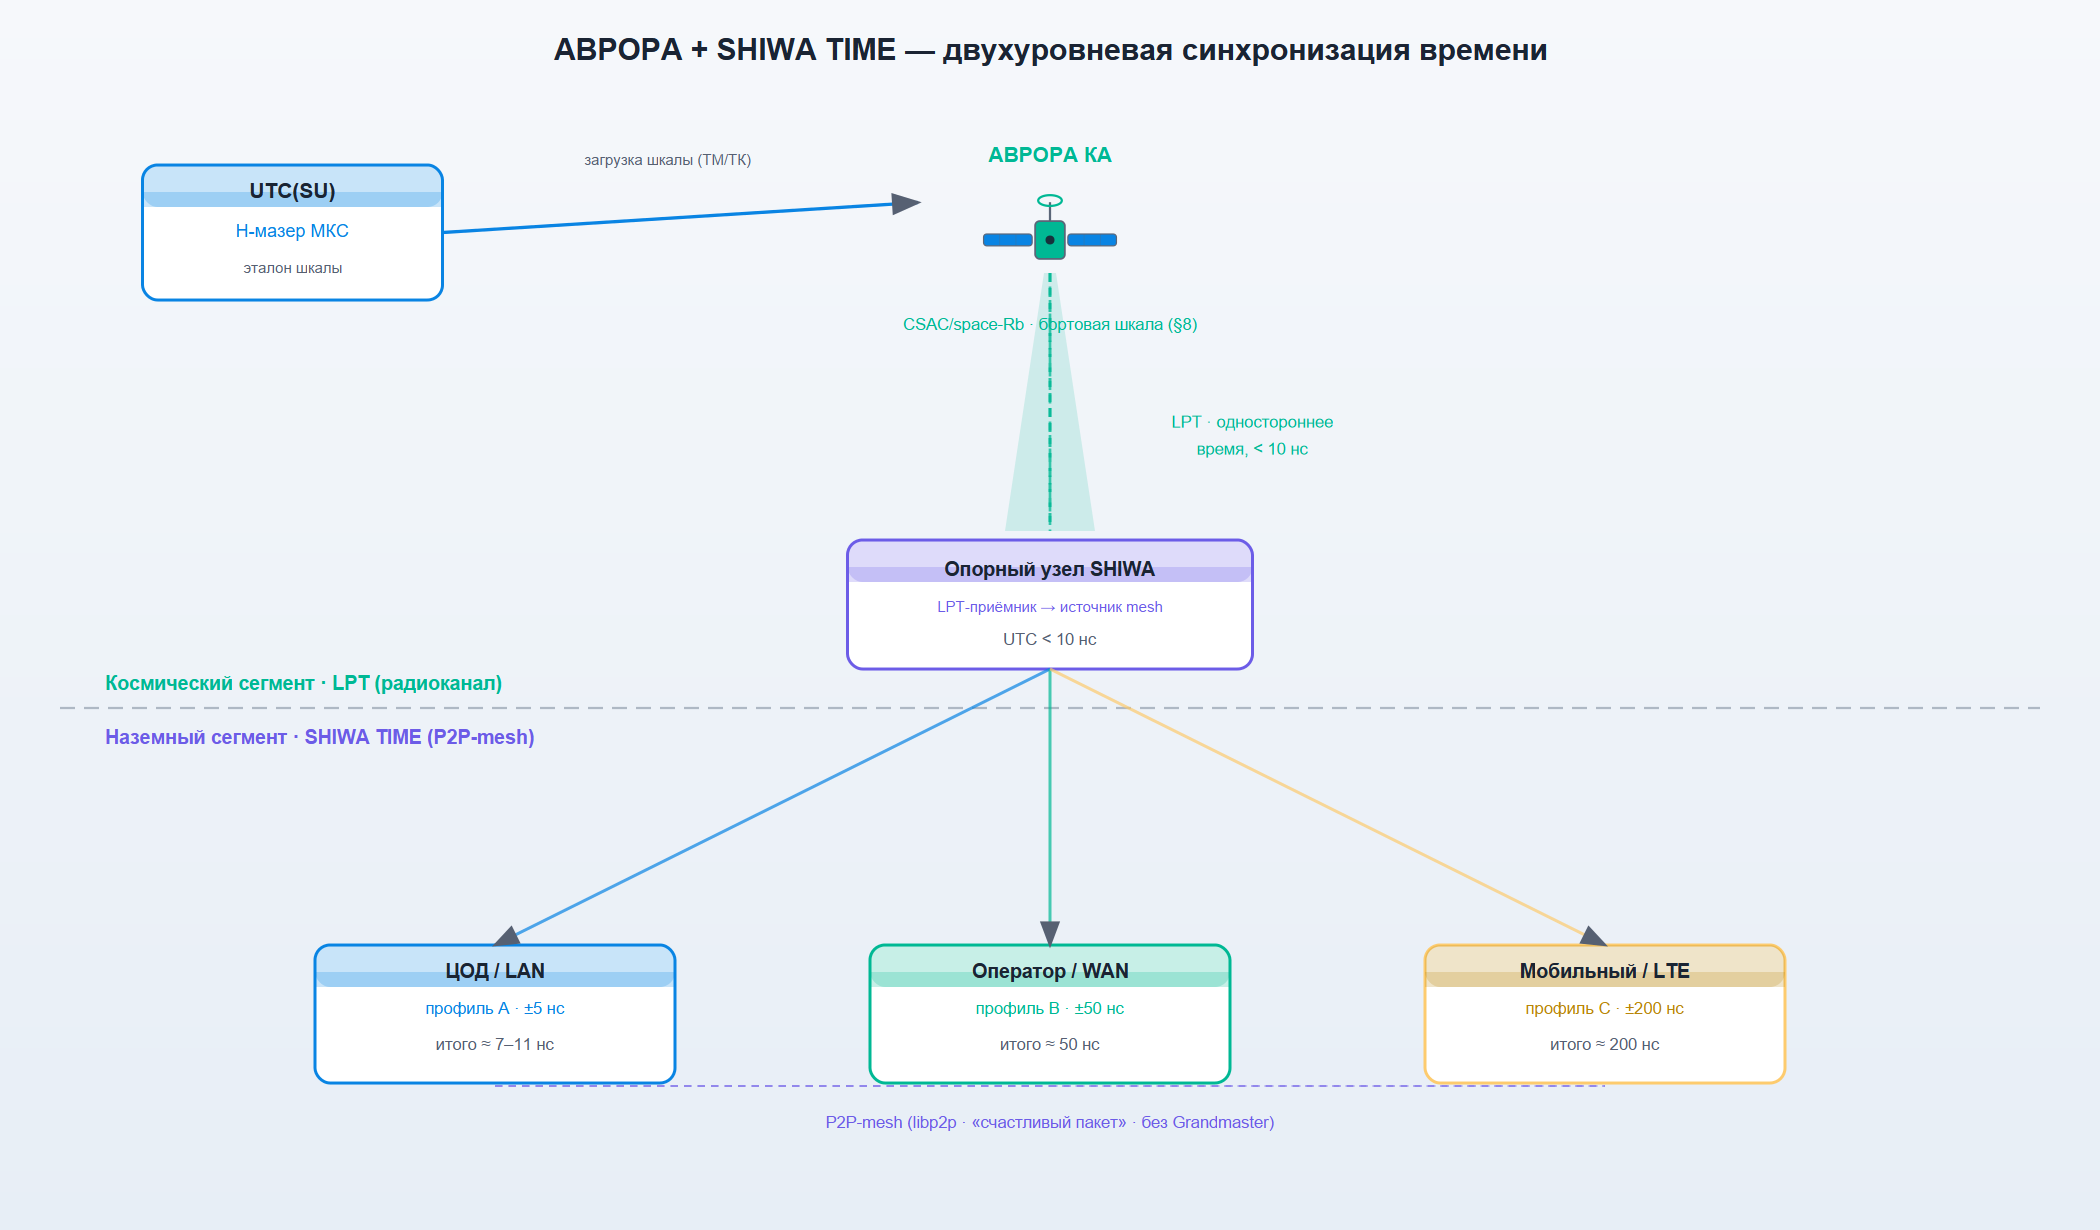 АВРОРА + SHIWA TIME — двухуровневая синхронизация времени
загрузка шкалы (ТМ/ТК)
АВРОРА КА
UTC(SU)
Н-мазер МКС
эталон шкалы
CSAC/space-Rb · бортовая шкала (§8)
LPT · одностороннее
время, < 10 нс
Опорный узел SHIWA
LPT-приёмник → источник mesh
UTC < 10 нс
Космический сегмент · LPT (радиоканал)
Наземный сегмент · SHIWA TIME (P2P-mesh)
ЦОД / LAN
профиль A · ±5 нс
итого ≈ 7–11 нс
Оператор / WAN
профиль B · ±50 нс
итого ≈ 50 нс
Мобильный / LTE
профиль C · ±200 нс
итого ≈ 200 нс
P2P-mesh (libp2p · «счастливый пакет» · без Grandmaster)